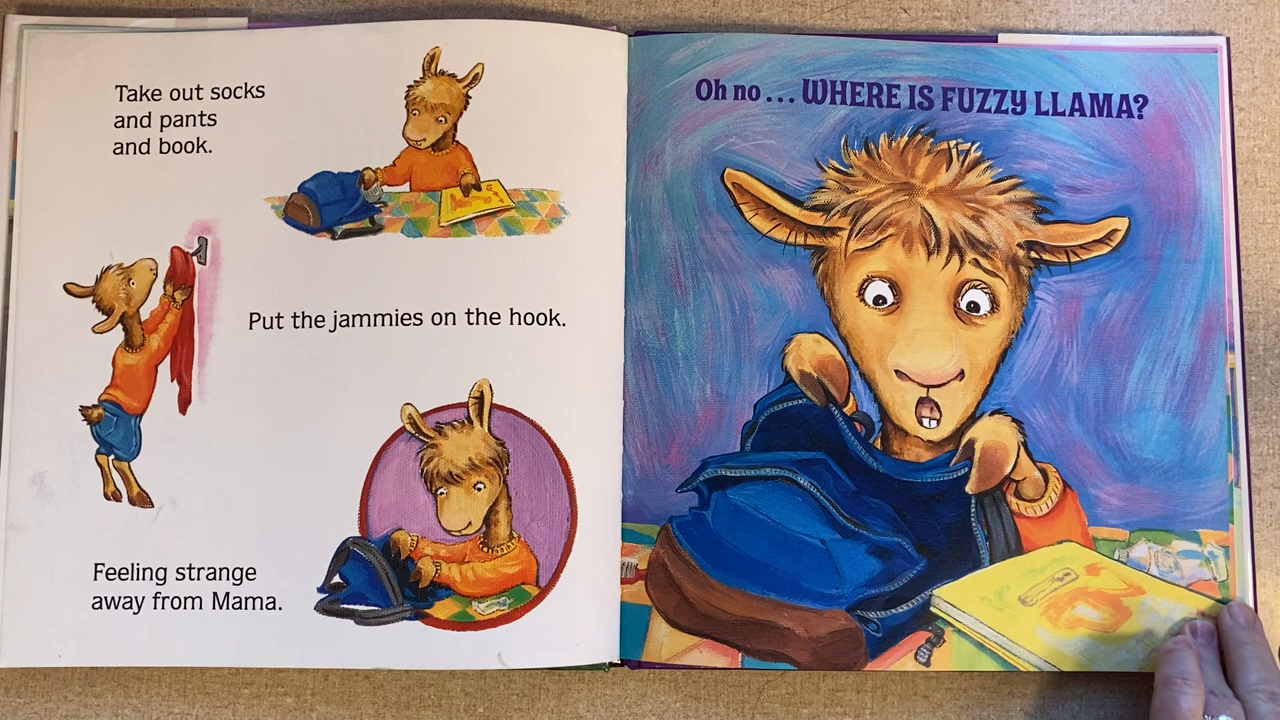 Take out socks
and pants
and book.
Put the jammies on the hook.
Feeling strange
away from Mama.
Oh no... WHERE IS FUZZY LLAMA?